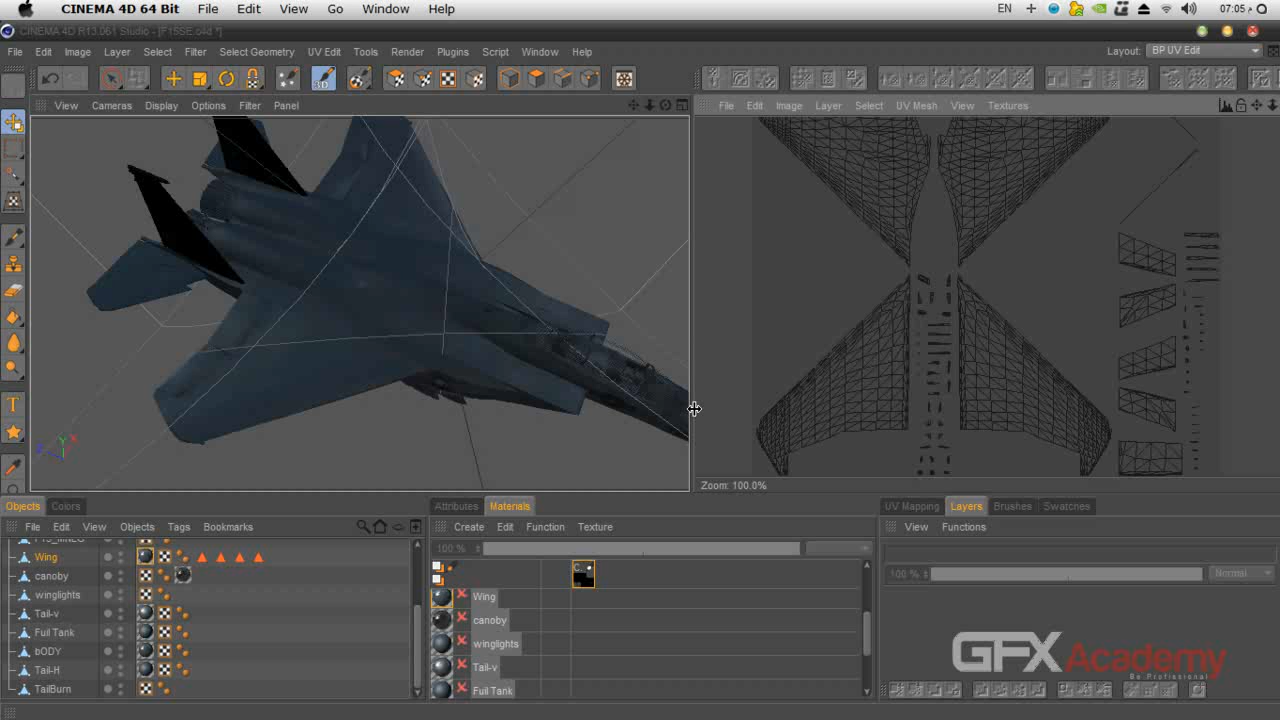 CINEMA 4D 64 Bit File Edit View Go Window Help EN 07:05 م
CINEMA 4D R13.061 Studio - [F15SE.c4d *]
File Edit Image Layer Select Select Geometry UV Edit Tools Render Plugins Script Window Help Layout: BP UV Edit
3D
View Cameras Display Options Filter Panel
File Edit Image Layer Select UV Mesh View Textures
T
Y X
Zoom: 100.0%
Objects Colors
Attributes Materials
UV Mapping Layers Brushes Swatches
File Edit View Objects Tags Bookmarks
Create Edit Function Texture
View Functions
100 %
100 % Normal
C..
Wing
canoby
winglights
Tail-v
Full Tank
bODY
Tail-H
TailBurn
Wing
canoby
winglights
Tail-v
Full Tank
GFXAcademy
Be Professional